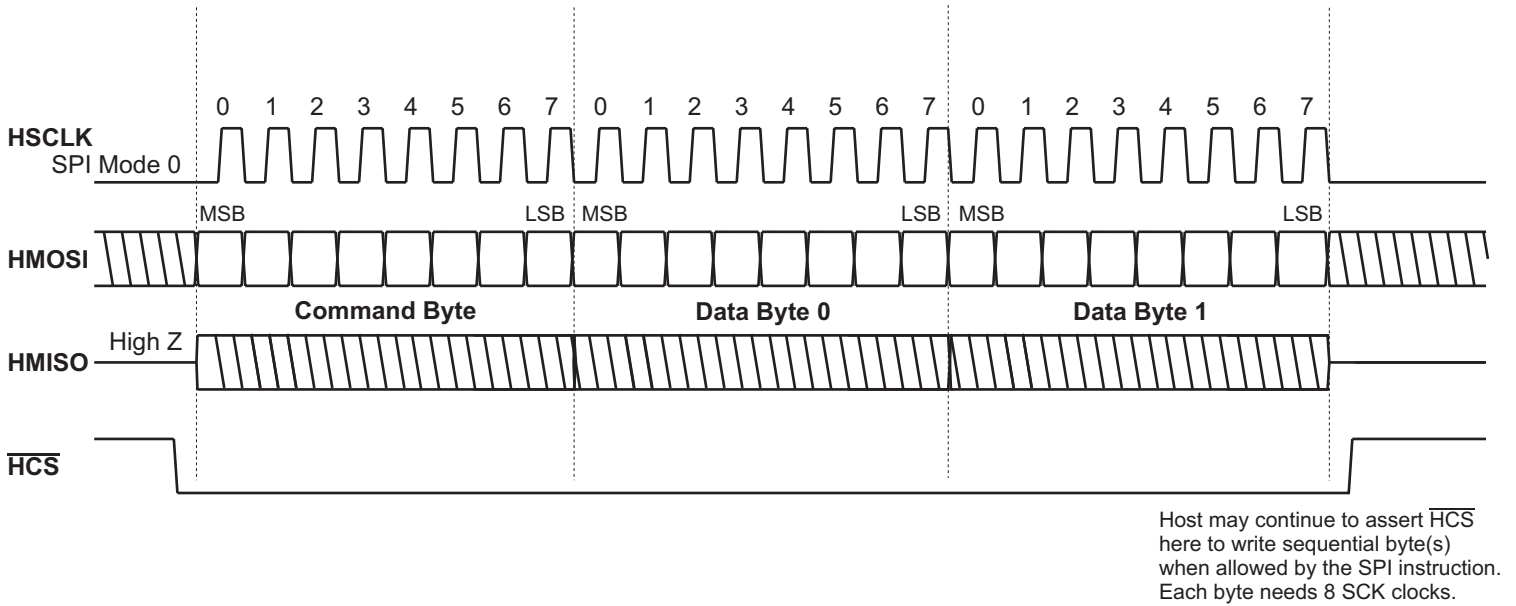 0 1 2 3 4 5 6 7 0 1 2 3 4 5 6 7 0 1 2 3 4 5 6 7
HSCLK
SPI Mode 0
MSB LSB MSB LSB MSB LSB
HMOSI
Command Byte Data Byte 0 Data Byte 1
High Z
HMISO
H̅C̅S̅
Host may continue to assert H̅C̅S̅
here to write sequential byte(s)
when allowed by the SPI instruction.
Each byte needs 8 SCK clocks.